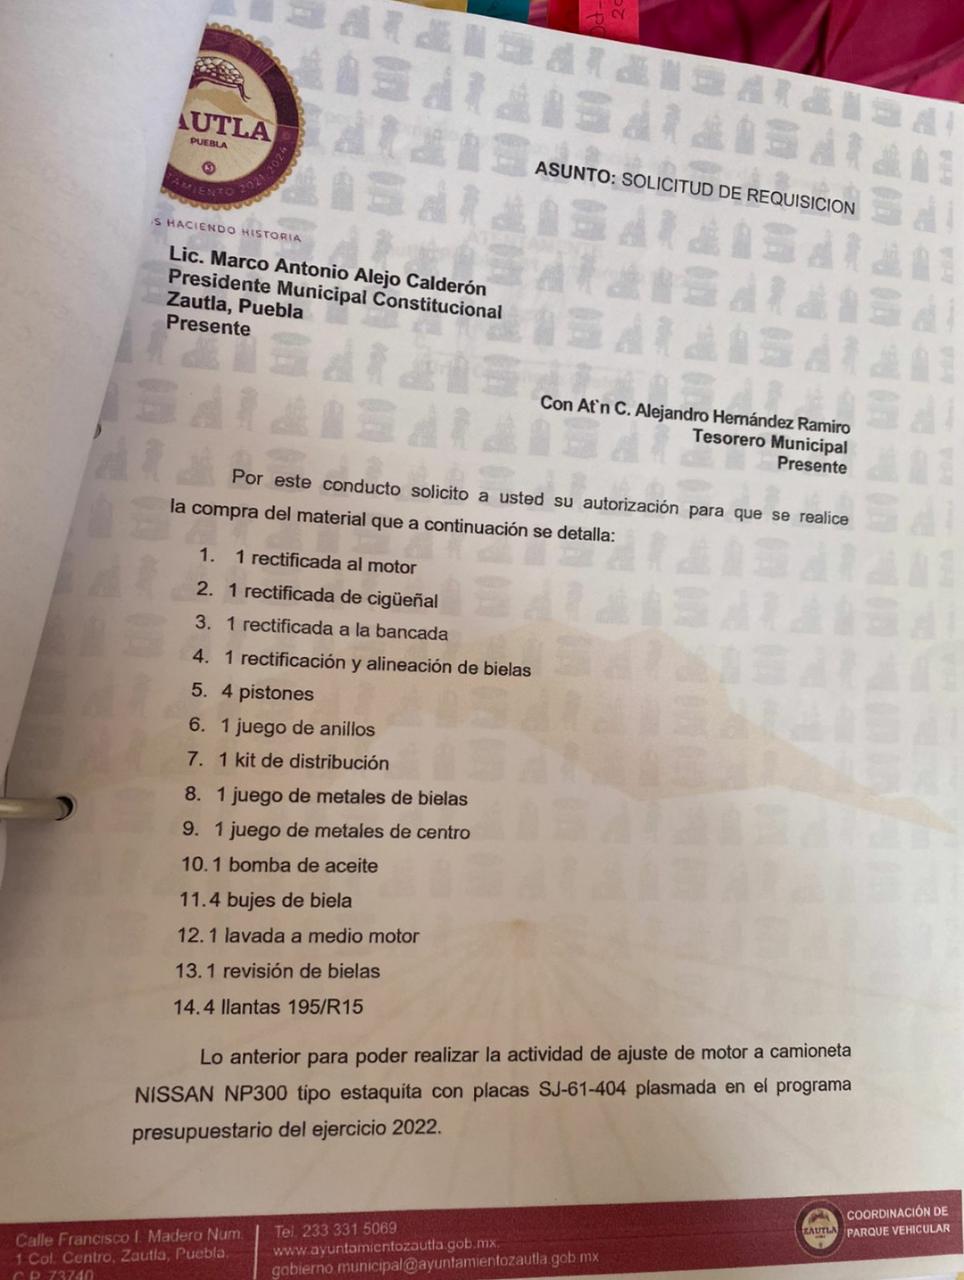 AUTLA
PUEBLA
TAMIENTO 2021-2024
S HACIENDO HISTORIA
ASUNTO: SOLICITUD DE REQUISICION
Lic. Marco Antonio Alejo Calderón
Presidente Municipal Constitucional
Zautla, Puebla
Presente
Con At`n C. Alejandro Hernández Ramiro
Tesorero Municipal
Presente
Por este conducto solicito a usted su autorización para que se realice
la compra del material que a continuación se detalla:
1. 1 rectificada al motor
2. 1 rectificada de cigüeñal
3. 1 rectificada a la bancada
4. 1 rectificación y alineación de bielas
5. 4 pistones
6. 1 juego de anillos
7. 1 kit de distribución
8. 1 juego de metales de bielas
9. 1 juego de metales de centro
10. 1 bomba de aceite
11. 4 bujes de biela
12. 1 lavada a medio motor
13. 1 revisión de bielas
14. 4 llantas 195/R15
Lo anterior para poder realizar la actividad de ajuste de motor a camioneta
NISSAN NP300 tipo estaquita con placas SJ-61-404 plasmada en el programa
presupuestario del ejercicio 2022.
Calle Francisco I. Madero Num.
1 Col. Centro, Zautla, Puebla.
C.P. 73740
Tel. 233 331 5069
www.ayuntamientozautla.gob.mx.
gobierno.municipal@ayuntamientozautla.gob.mx
ZAUTLA
COORDINACIÓN DE
PARQUE VEHICULAR